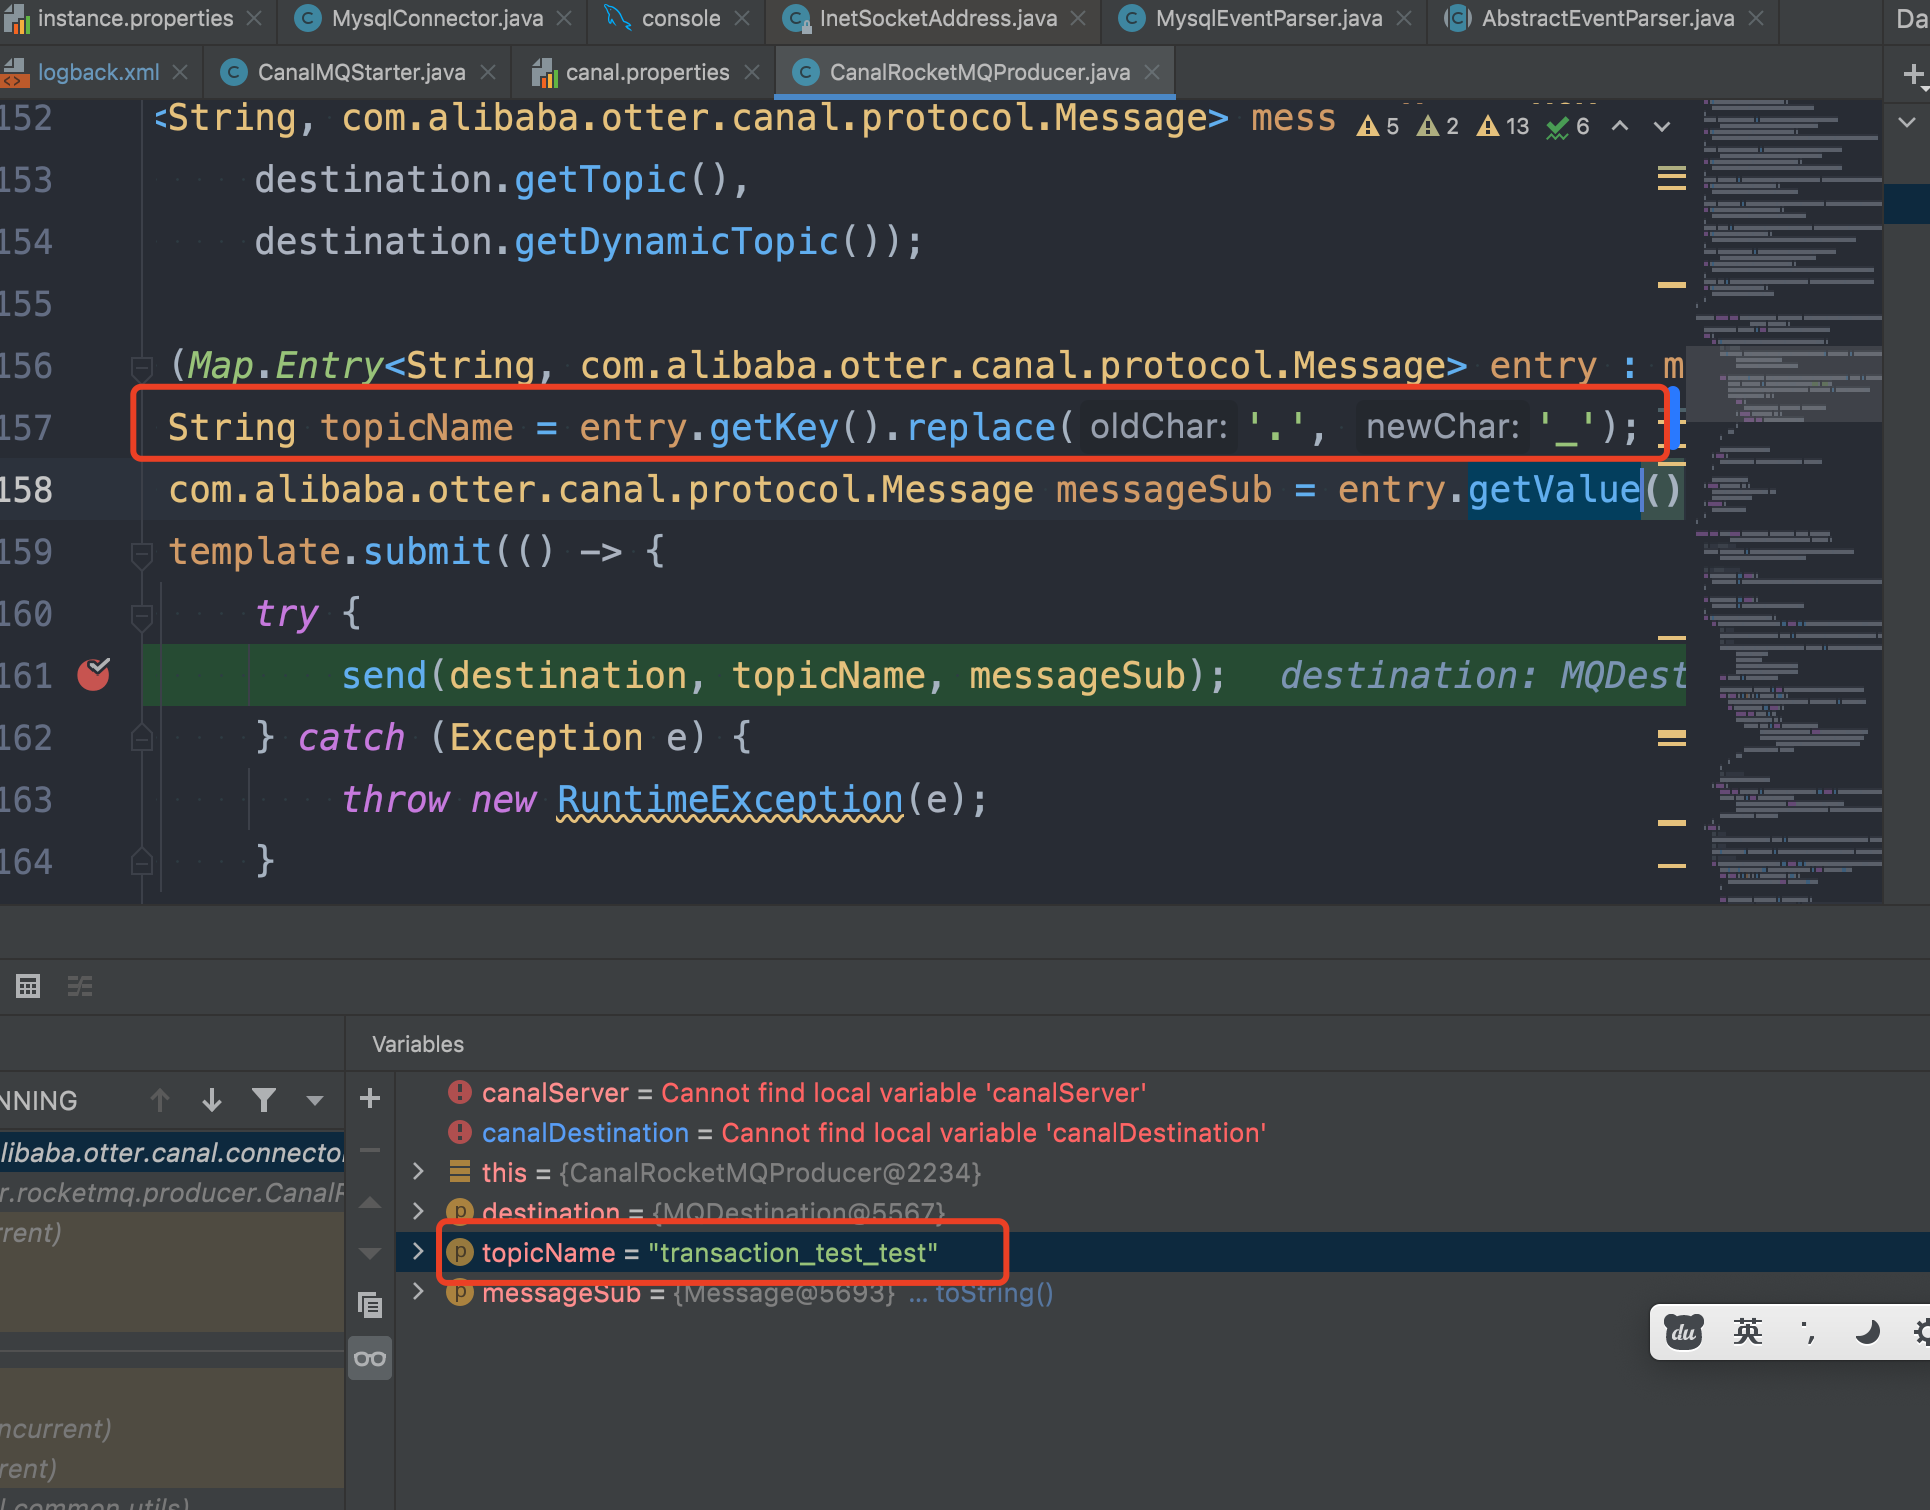 instance.properties MysqlConnector.java console InetSocketAddress.java MysqlEventParser.java AbstractEventParser.java Da
logback.xml CanalMQStarter.java canal.properties CanalRocketMQProducer.java
152 <String, com.alibaba.otter.canal.protocol.Message> mess 5 2 13 6
153 destination.getTopic(),
154 destination.getDynamicTopic());
155
156 (Map.Entry<String, com.alibaba.otter.canal.protocol.Message> entry : m
157 String topicName = entry.getKey().replace( oldChar: '.', newChar: '_');
158 com.alibaba.otter.canal.protocol.Message messageSub = entry.getValue()
159 template.submit(() -> {
160 try {
161 send(destination, topicName, messageSub); destination: MQDest
162 } catch (Exception e) {
163 throw new RuntimeException(e);
164 }
Variables
NNING
canalServer = Cannot find local variable 'canalServer'
canalDestination = Cannot find local variable 'canalDestination'
libaba.otter.canal.connector
this = {CanalRocketMQProducer@2234}
r.rocketmq.producer.CanalR
destination = {MQDestination@5567}
rent)
topicName = "transaction_test_test"
messageSub = {Message@5693} ... toString()
du 英
ncurrent)
rent)
l.common.utils)